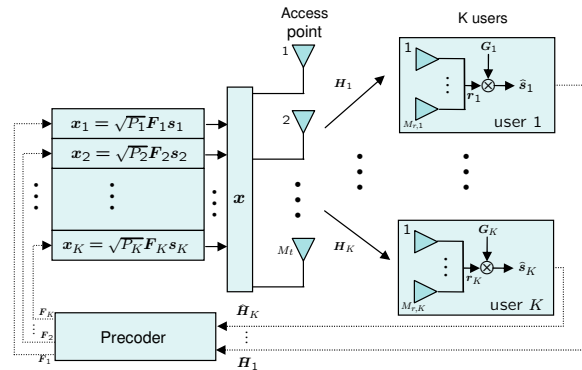 Access
point
K users
1
2
M_t
x_1 = √P_1 F_1 s_1
x_2 = √P_2 F_2 s_2
⋮
x_K = √P_K F_K s_K
x
H_1
H_K
1
M_{r,1}
r_1
G_1
ŝ_1
user 1
1
M_{r,K}
r_K
G_K
ŝ_K
user K
F_K
⋮
F_2
F_1
Precoder
Ĥ_K
⋮
H_1